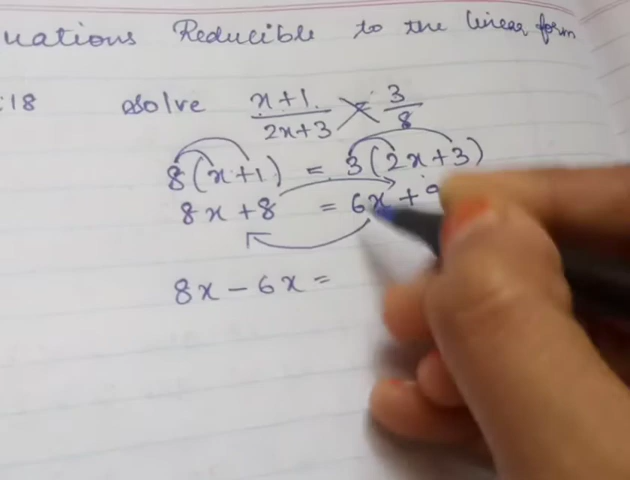 uations Reducible to the linear form
:18 Solve x+1/2x+3 = 3/8
8(x+1) = 3(2x+3)
8x+8 = 6x+9
8x-6x=